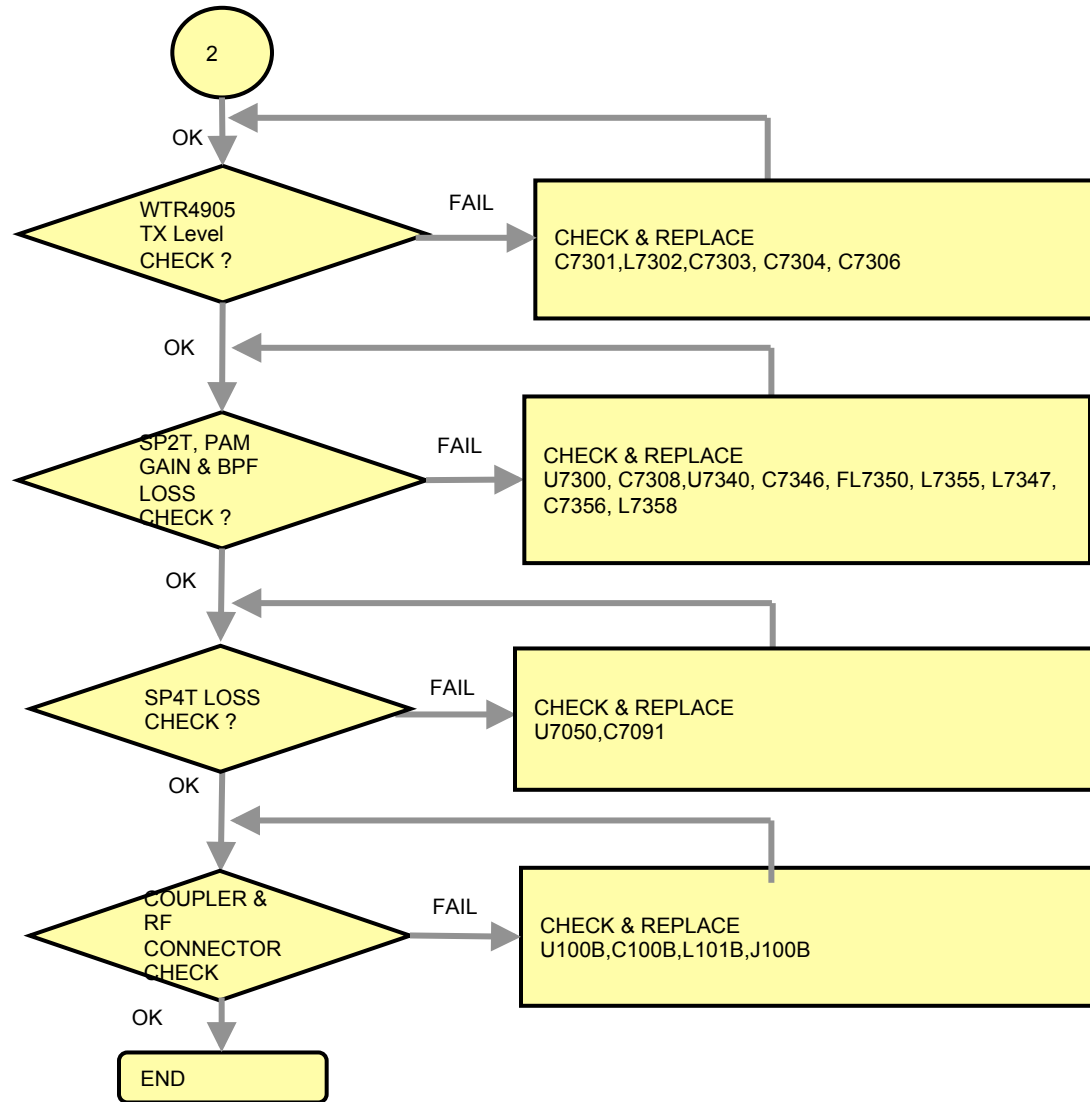 2
OK
WTR4905
TX Level
CHECK ?
FAIL
CHECK & REPLACE
C7301,L7302,C7303, C7304, C7306
OK
SP2T, PAM
GAIN & BPF
LOSS
CHECK ?
FAIL
CHECK & REPLACE
U7300, C7308,U7340, C7346, FL7350, L7355, L7347,
C7356, L7358
OK
SP4T LOSS
CHECK ?
FAIL
CHECK & REPLACE
U7050,C7091
OK
COUPLER &
RF
CONNECTOR
CHECK
FAIL
CHECK & REPLACE
U100B,C100B,L101B,J100B
OK
END